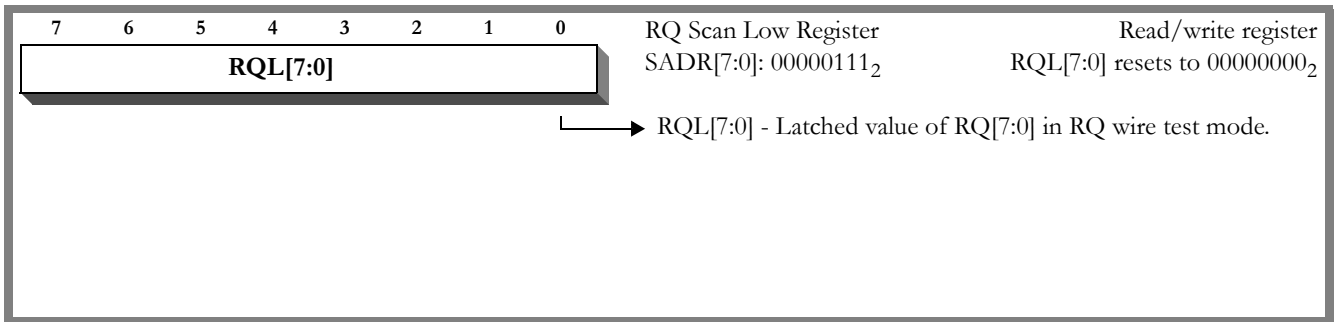 7 6 5 4 3 2 1 0 RQ Scan Low Register Read/write register
RQL[7:0] SADR[7:0]: 00000111₂ RQL[7:0] resets to 00000000₂
RQL[7:0] - Latched value of RQ[7:0] in RQ wire test mode.